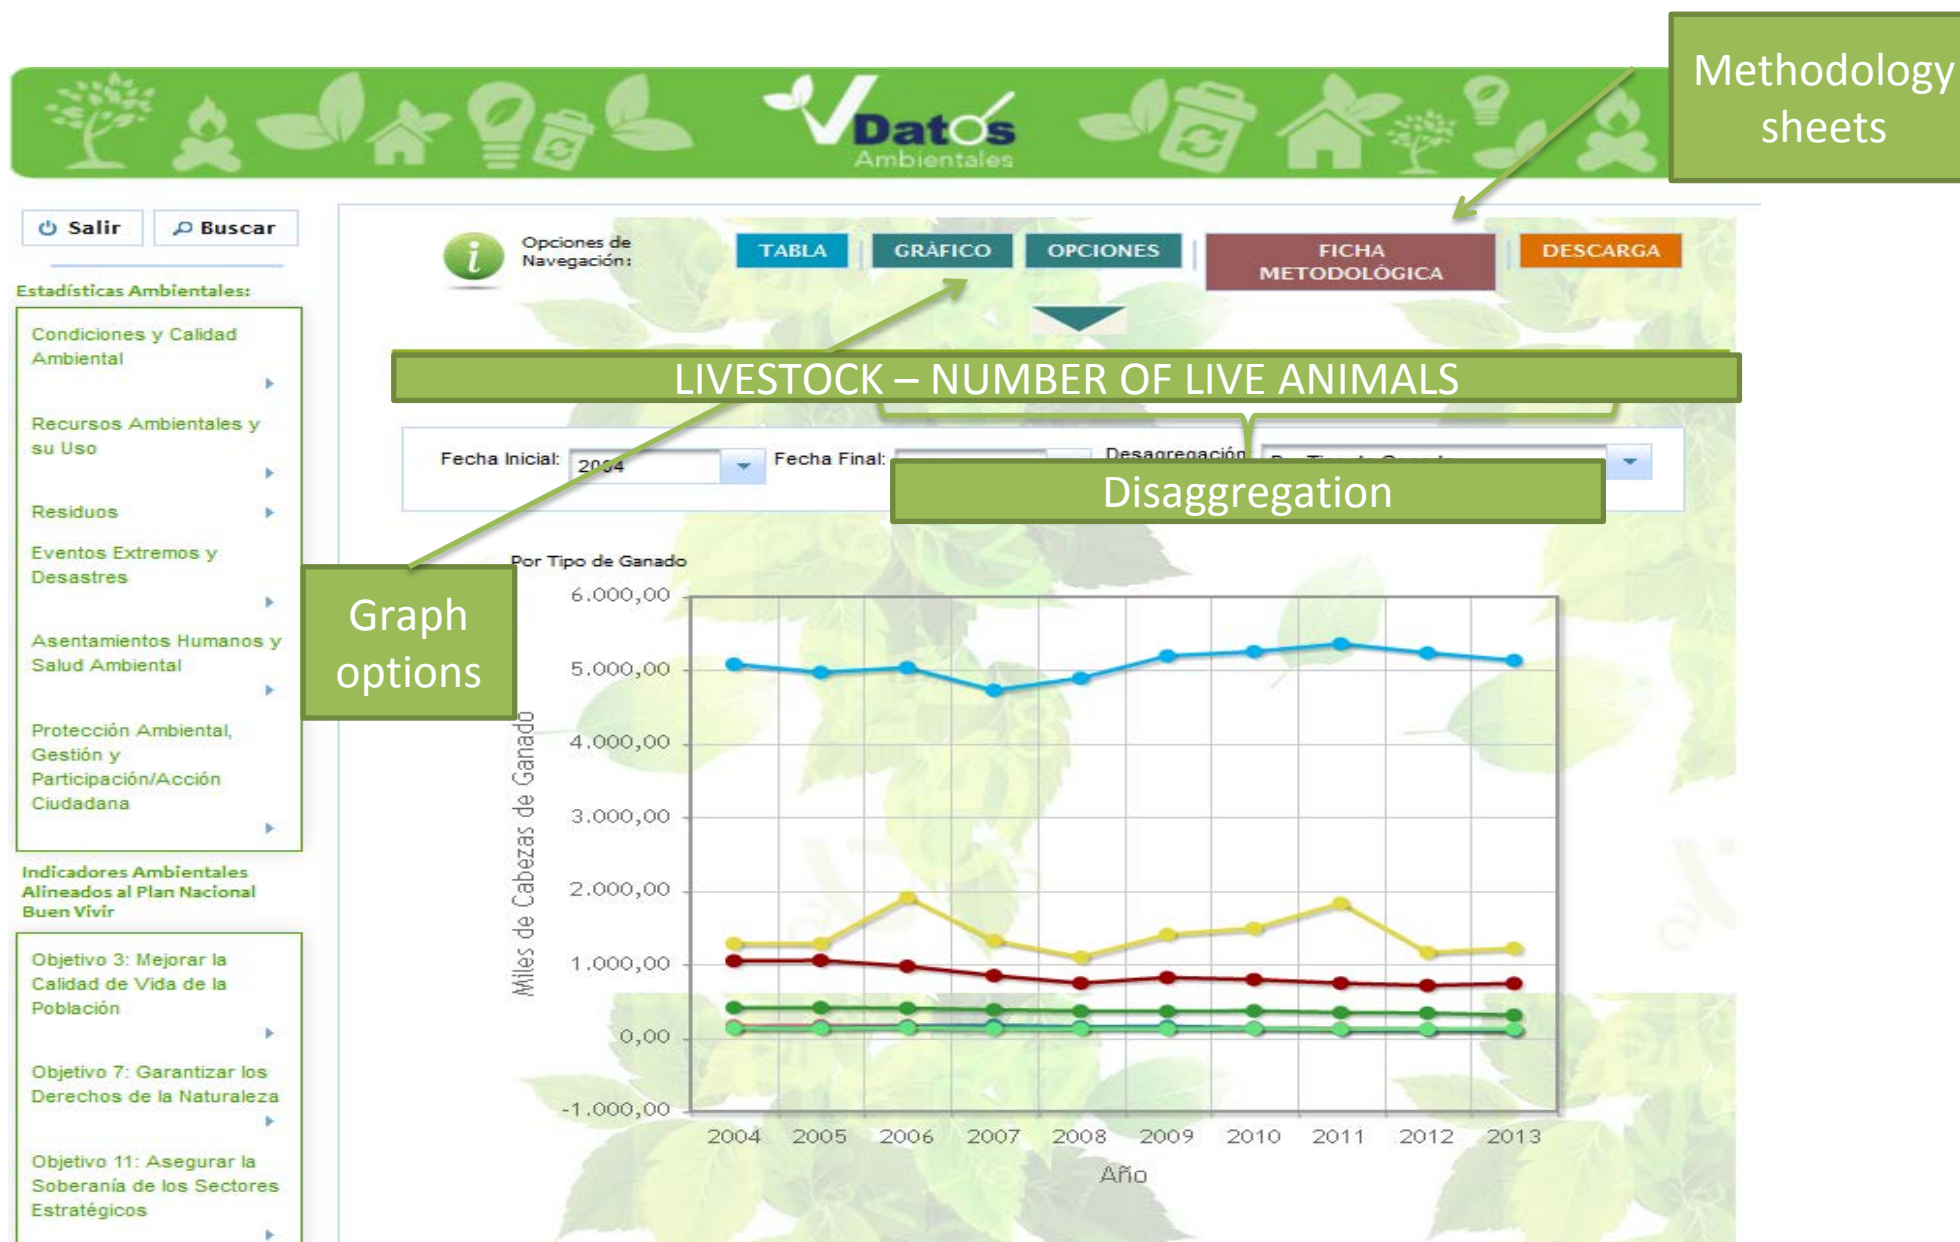 Methodology
sheets
Datos
Ambientales
Salir
Buscar
Opciones de
Navegación:
TABLA
GRÀFICO
OPCIONES
FICHA
METODOLÓGICA
DESCARGA
Estadísticas Ambientales:
Condiciones y Calidad
Ambiental
Recursos Ambientales y
su Uso
Residuos
Eventos Extremos y
Desastres
Asentamientos Humanos y
Salud Ambiental
Protección Ambiental,
Gestión y
Participación/Acción
Ciudadana
Indicadores Ambientales
Alineados al Plan Nacional
Buen Vivir
Objetivo 3: Mejorar la
Calidad de Vida de la
Población
Objetivo 7: Garantizar los
Derechos de la Naturaleza
Objetivo 11: Asegurar la
Soberanía de los Sectores
Estratégicos
LIVESTOCK – NUMBER OF LIVE ANIMALS
Fecha Inicial: 2004
Fecha Final:
Desagregación:
Disaggregation
Graph
options
Por Tipo de Ganado
Miles de Cabezas de Ganado
6.000,00
5.000,00
4.000,00
3.000,00
2.000,00
1.000,00
0,00
-1.000,00
2004 2005 2006 2007 2008 2009 2010 2011 2012 2013
Año